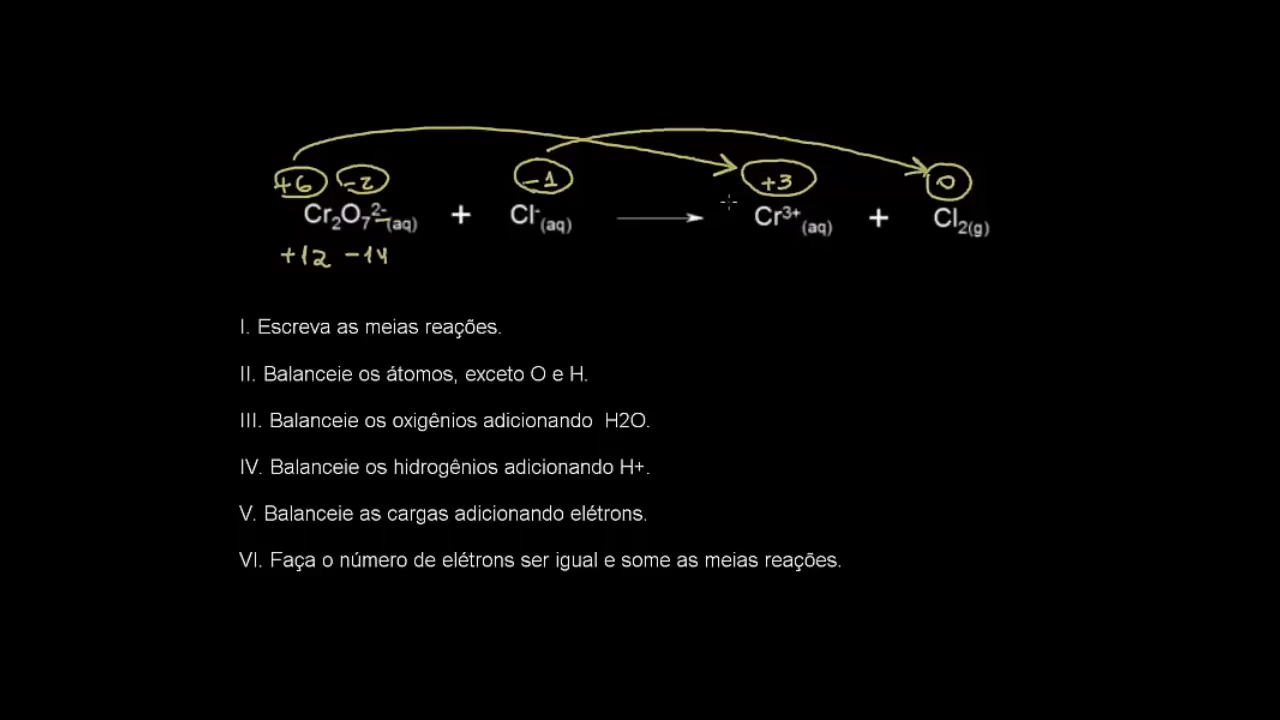 +6 -2 -1 +3 0
Cr₂O₇²⁻(aq) + Cl⁻(aq) → Cr³⁺(aq) + Cl₂(g)
+12 -14
I. Escreva as meias reações.
II. Balanceie os átomos, exceto O e H.
III. Balanceie os oxigênios adicionando H2O.
IV. Balanceie os hidrogênios adicionando H+.
V. Balanceie as cargas adicionando elétrons.
VI. Faça o número de elétrons ser igual e some as meias reações.